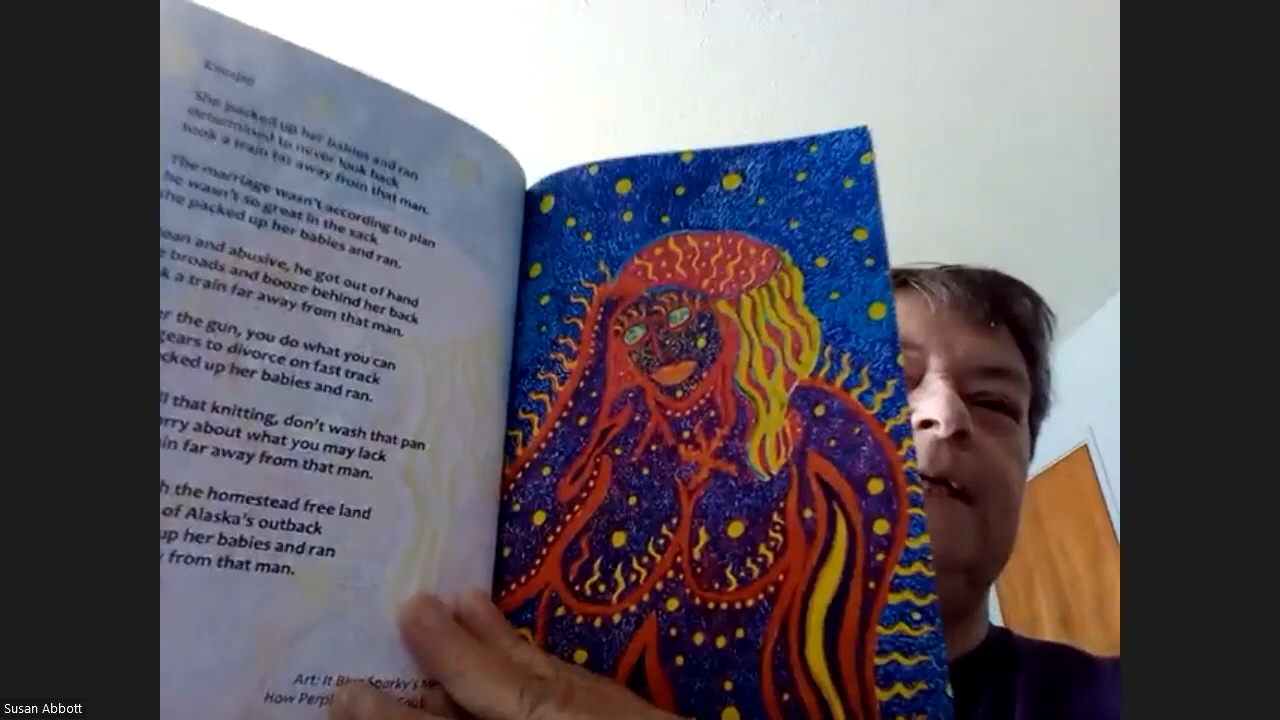 Escape
She packed up her babies and ran
determined to never look back
took a train far away from that man.
The marriage wasn't according to plan
he wasn't so great in the sack
she packed up her babies and ran.
ean and abusive, he got out of hand
broads and booze behind her back
k a train far away from that man.
the gun, you do what you can
gears to divorce on fast track
cked up her babies and ran.
that knitting, don't wash that pan
rry about what you may lack
in far away from that man.
the homestead free land
of Alaska's outback
up her babies and ran
from that man.
Art: It Sparky's
How
Susan Abbott